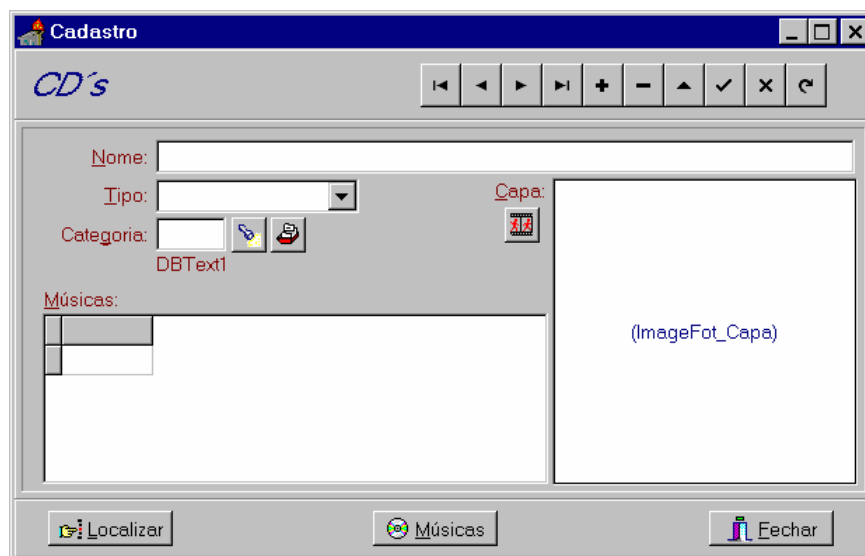 Cadastro
CD´s
Nome:
Tipo:
Capa:
Categoria:
DBText1
Músicas:
(ImageFot_Capa)
Localizar
Músicas
Fechar